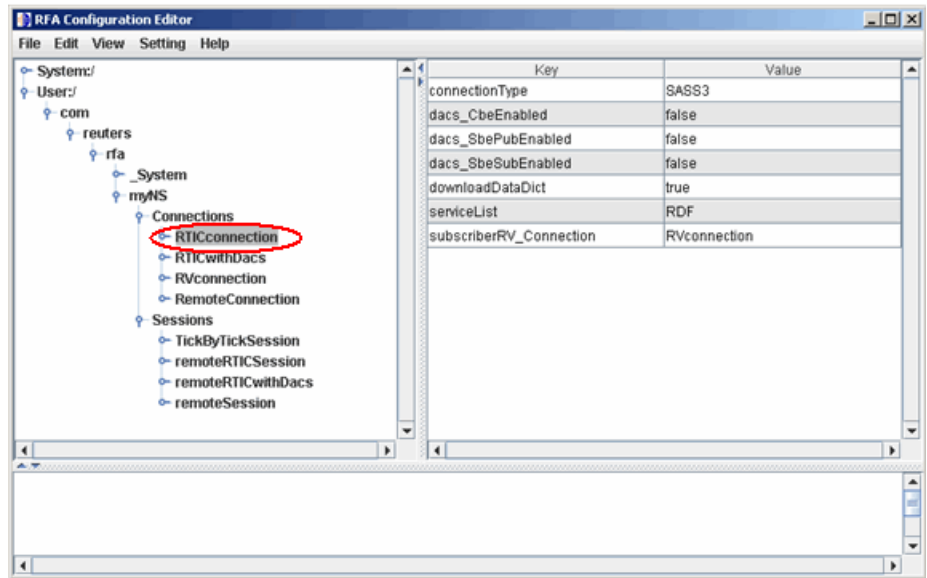 RFA Configuration Editor
File Edit View Setting Help
System:/
User:/
com
reuters
rfa
_System
myNS
Connections
RTICconnection
RTICwithDacs
RVconnection
RemoteConnection
Sessions
TickByTickSession
remoteRTICSession
remoteRTICwithDacs
remoteSession
Key Value
connectionType SASS3
dacs_CbeEnabled false
dacs_SbePubEnabled false
dacs_SbeSubEnabled false
downloadDataDict true
serviceList RDF
subscriberRV_Connection RVconnection